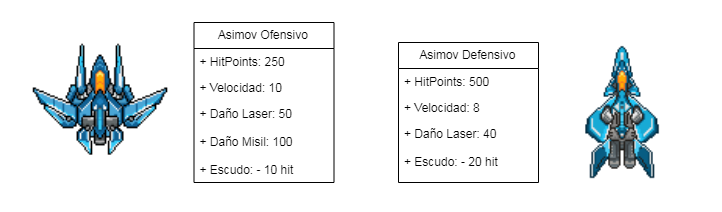 Asimov Ofensivo
+ HitPoints: 250
+ Velocidad: 10
+ Daño Laser: 50
+ Daño Misil: 100
+ Escudo: - 10 hit
Asimov Defensivo
+ HitPoints: 500
+ Velocidad: 8
+ Daño Laser: 40
+ Escudo: - 20 hit